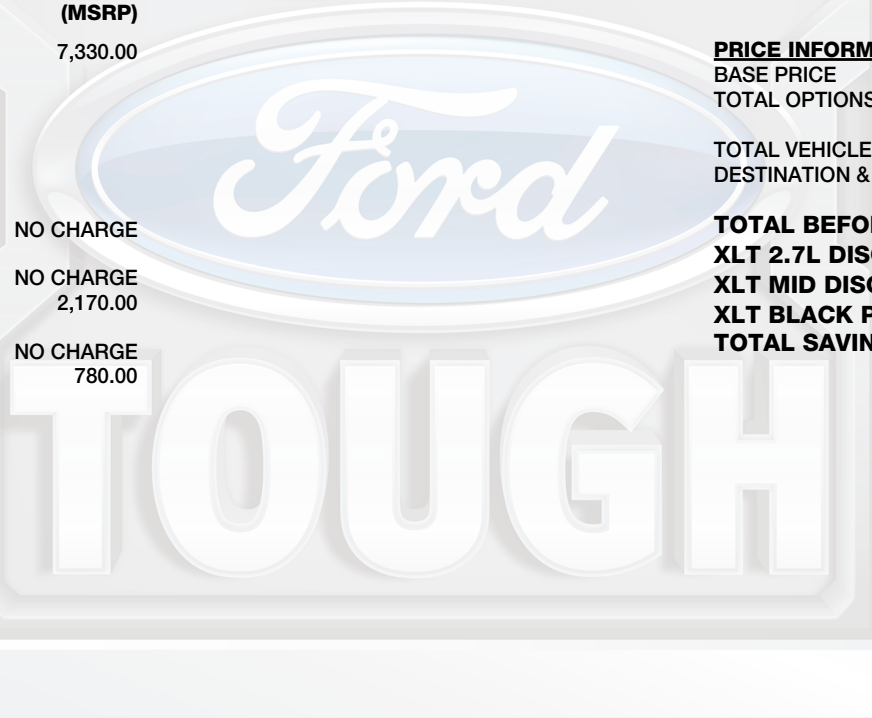 (MSRP)
7,330.00
NO CHARGE
NO CHARGE
2,170.00
NO CHARGE
780.00
PRICE INFORM
BASE PRICE
TOTAL OPTIONS
TOTAL VEHICLE
DESTINATION &
TOTAL BEFO
XLT 2.7L DIS
XLT MID DISC
XLT BLACK P
TOTAL SAVIN
Ford
TOUGH